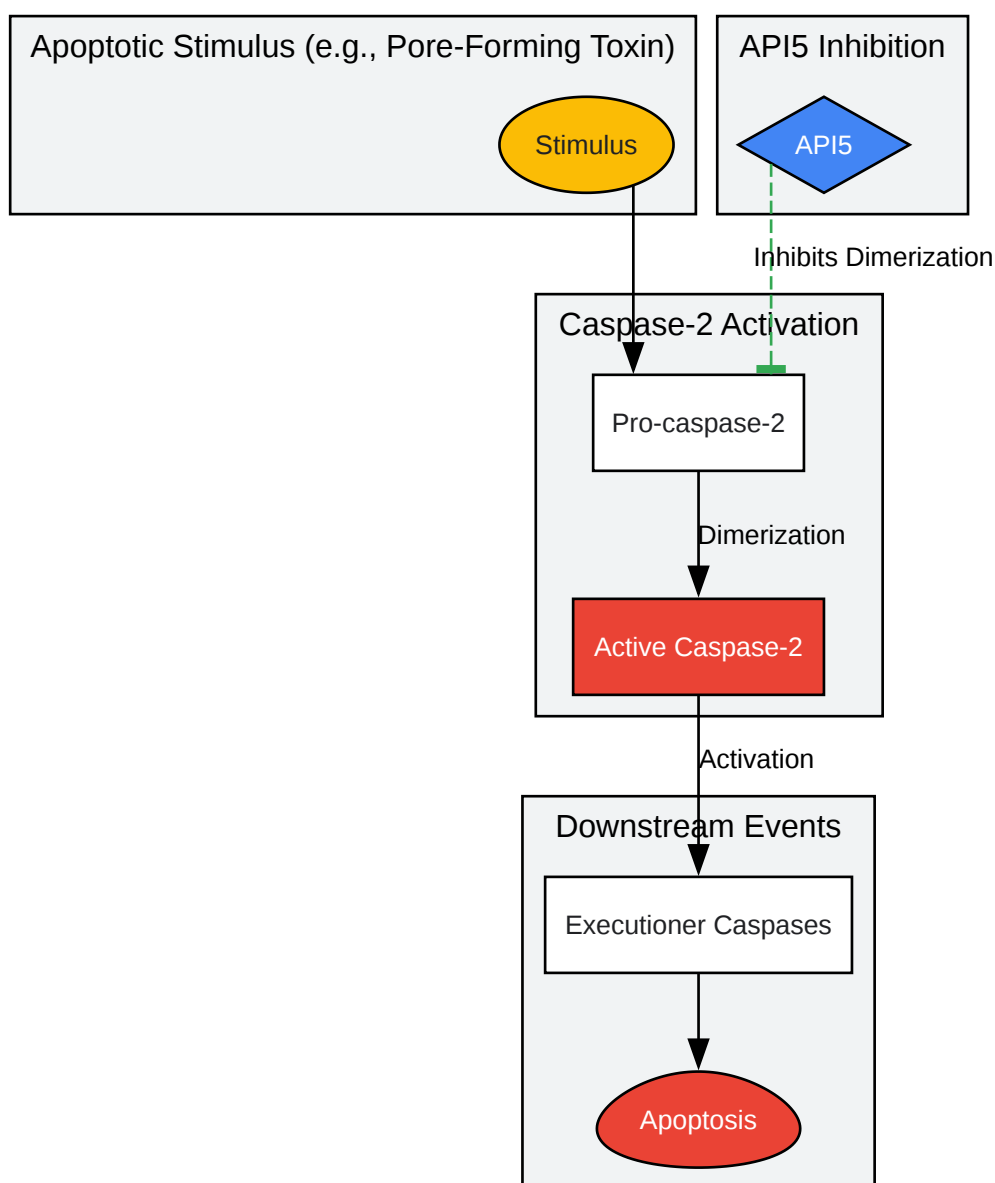 Apoptotic Stimulus (e.g., Pore-Forming Toxin)
API5 Inhibition
Stimulus
API5
Inhibits Dimerization
Caspase-2 Activation
Pro-caspase-2
Dimerization
Active Caspase-2
Activation
Downstream Events
Executioner Caspases
Apoptosis